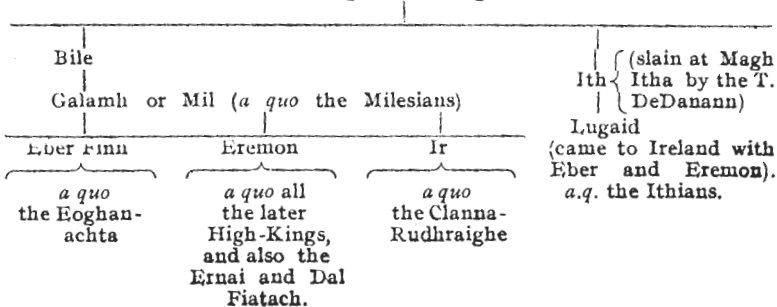 Bile
Galamh or Mil (a quo the Milesians)
Eber Finn
a quo
the Eoghan-
achta
Eremon
a quo all
the later
High-Kings,
and also the
Ernai and Dal
Fiatach.
Ir
a quo
the Clanna-
Rudhraighe
Ith
(slain at Magh
Itha by the T.
DeDanann)
Lugaid
(came to Ireland with
Eber and Eremon).
a.q. the Ithians.